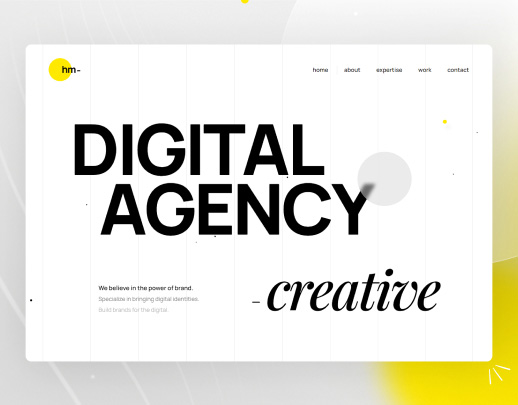 hm-
home about expertise work contact
DIGITAL
AGENCY
- creative
We believe in the power of brand.
Specialize in bringing digital identities.
Build brands for the digital.